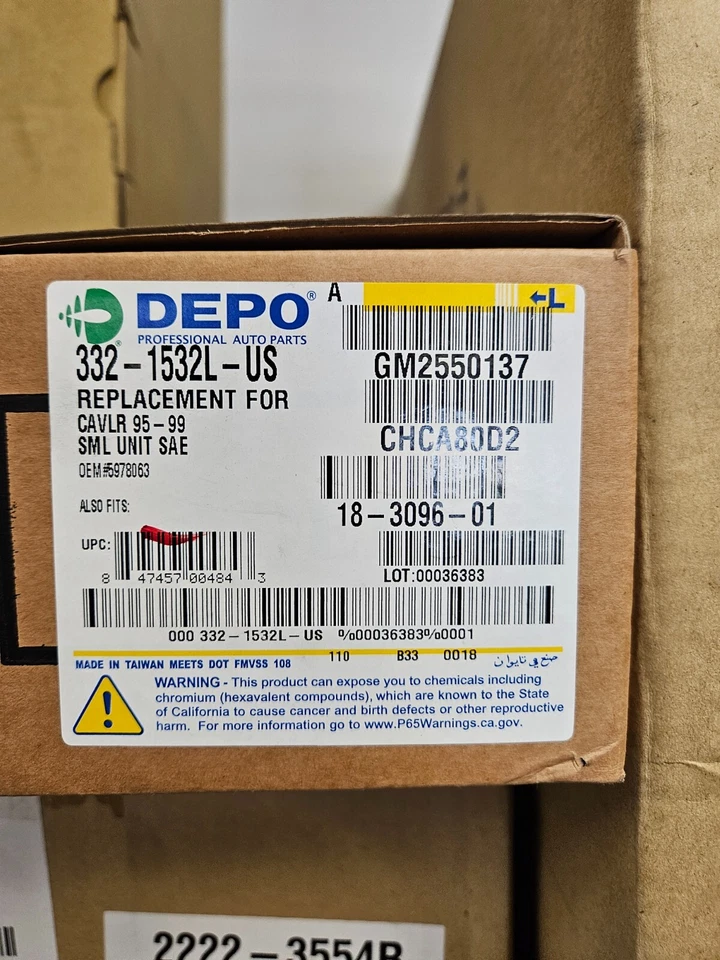 DEPO® A ←L
PROFESSIONAL AUTO PARTS
332-1532L-US
GM2550137
REPLACEMENT FOR
CAVLR 95-99
CHCA80D2
SML UNIT SAE
OEM#5978063
ALSO FITS:
18-3096-01
UPC:
8 47457 00484 3
LOT:00036383
000 332-1532L-US %00036383%0001
MADE IN TAIWAN MEETS DOT FMVSS 108 110 B33 0018 صنع في تايوان
WARNING - This product can expose you to chemicals including
chromium (hexavalent compounds), which are known to the State
of California to cause cancer and birth defects or other reproductive
harm. For more information go to www.P65Warnings.ca.gov.
2222-3554R